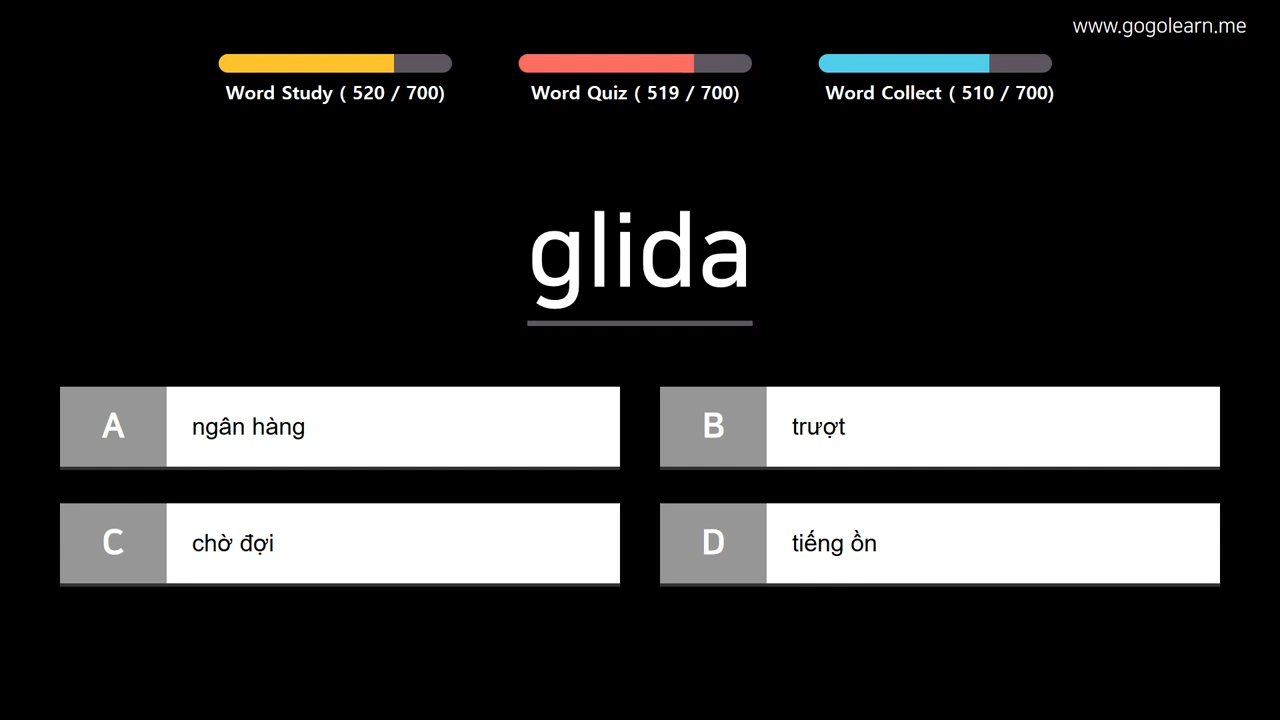 www.gogolearn.me
Word Study ( 520 / 700)
Word Quiz ( 519 / 700)
Word Collect ( 510 / 700)
glida
A
ngân hàng
B
trượt
C
chờ đợi
D
tiếng ồn